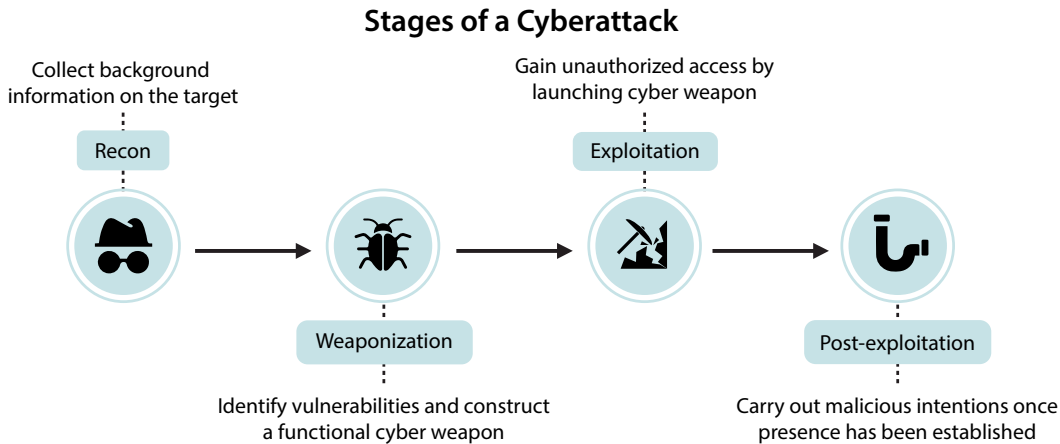 Stages of a Cyberattack
Collect background
information on the target
Recon
Identify vulnerabilities and construct
a functional cyber weapon
Weaponization
Gain unauthorized access by
launching cyber weapon
Exploitation
Post-exploitation
Carry out malicious intentions once
presence has been established